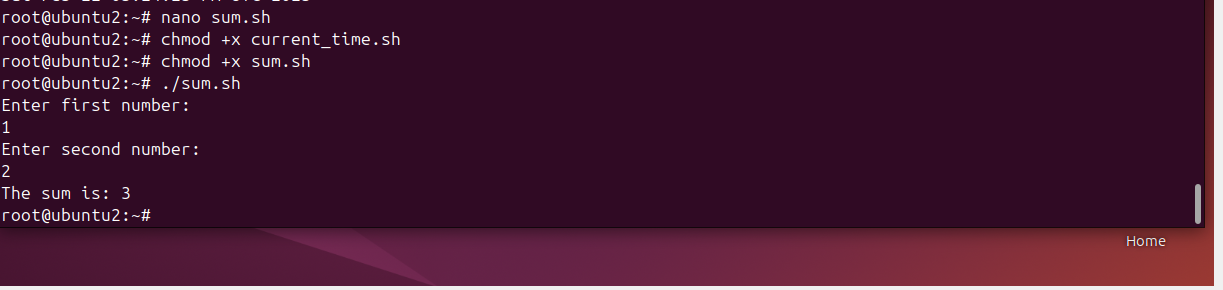 root@ubuntu2:~# nano sum.sh
root@ubuntu2:~# chmod +x current_time.sh
root@ubuntu2:~# chmod +x sum.sh
root@ubuntu2:~# ./sum.sh
Enter first number:
1
Enter second number:
2
The sum is: 3
root@ubuntu2:~#
Home